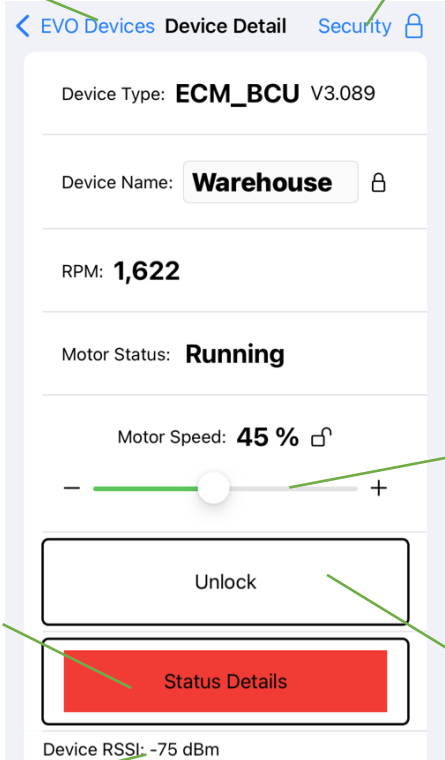 EVO Devices Device Detail Security
Device Type: ECM_BCU V3.089
Device Name: Warehouse
RPM: 1,622
Motor Status: Running
Motor Speed: 45 %
− +
Unlock
Status Details
Device RSSI: -75 dBm